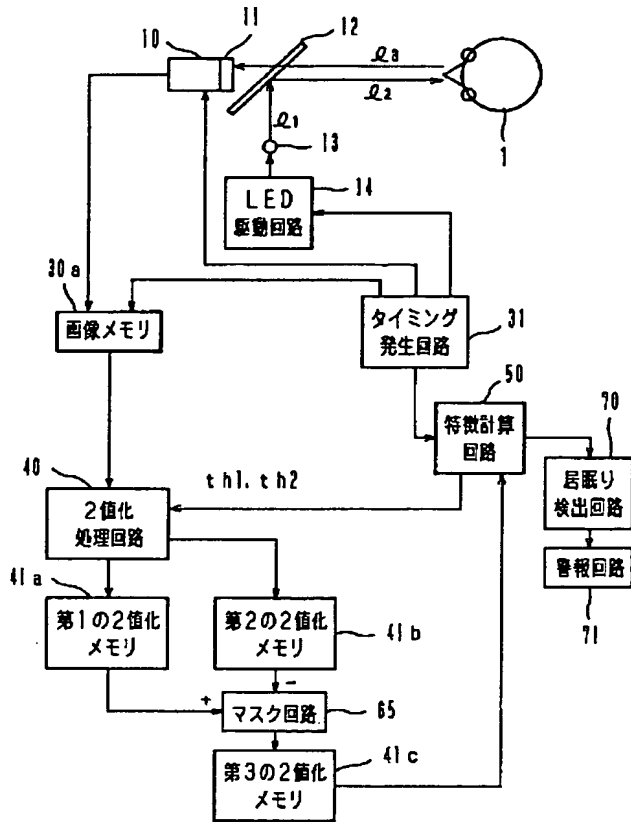 10
11
12
ℓ3
ℓ2
ℓ1
1
13
14
LED
駆動回路
30a
画像メモリ
タイミング
発生回路
31
50
特徴計算
回路
70
居眠り
検出回路
40
th1. th2
2値化
処理回路
警報回路
71
41a
第1の2値化
メモリ
第2の2値化
メモリ
41b
+
-
マスク回路
65
第3の2値化
メモリ
41c